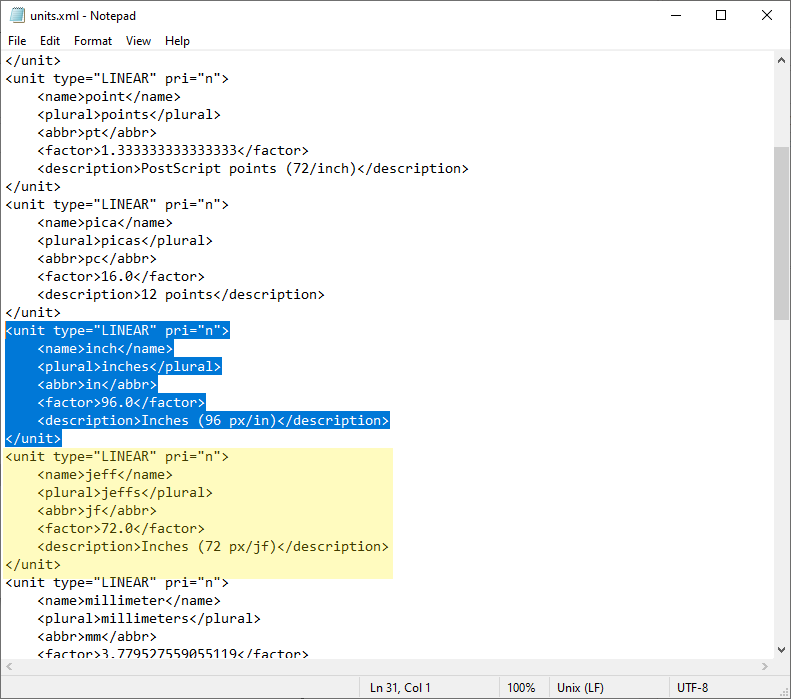 units.xml - Notepad
File Edit Format View Help
</unit>
<unit type="LINEAR" pri="n">
    <name>point</name>
    <plural>points</plural>
    <abbr>pt</abbr>
    <factor>1.333333333333333</factor>
    <description>PostScript points (72/inch)</description>
</unit>
<unit type="LINEAR" pri="n">
    <name>pica</name>
    <plural>picas</plural>
    <abbr>pc</abbr>
    <factor>16.0</factor>
    <description>12 points</description>
</unit>
<unit type="LINEAR" pri="n">
    <name>inch</name>
    <plural>inches</plural>
    <abbr>in</abbr>
    <factor>96.0</factor>
    <description>Inches (96 px/in)</description>
</unit>
<unit type="LINEAR" pri="n">
    <name>jeff</name>
    <plural>jeffs</plural>
    <abbr>jf</abbr>
    <factor>72.0</factor>
    <description>Inches (72 px/jf)</description>
</unit>
<unit type="LINEAR" pri="n">
    <name>millimeter</name>
    <plural>millimeters</plural>
    <abbr>mm</abbr>
    <factor>3.779527559055119</factor>
Ln 31, Col 1 100% Unix (LF) UTF-8